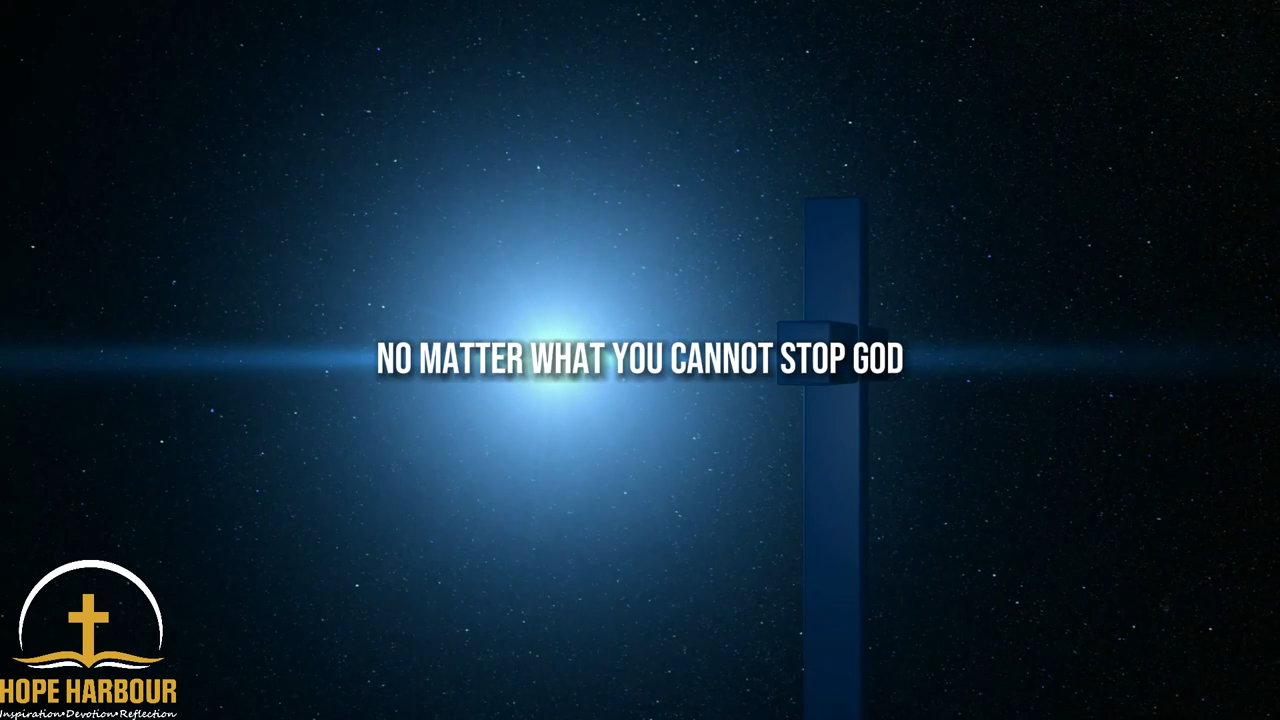 NO MATTER WHAT YOU CANNOT STOP GOD
HOPE HARBOUR
Inspiration•Devotion•Reflection